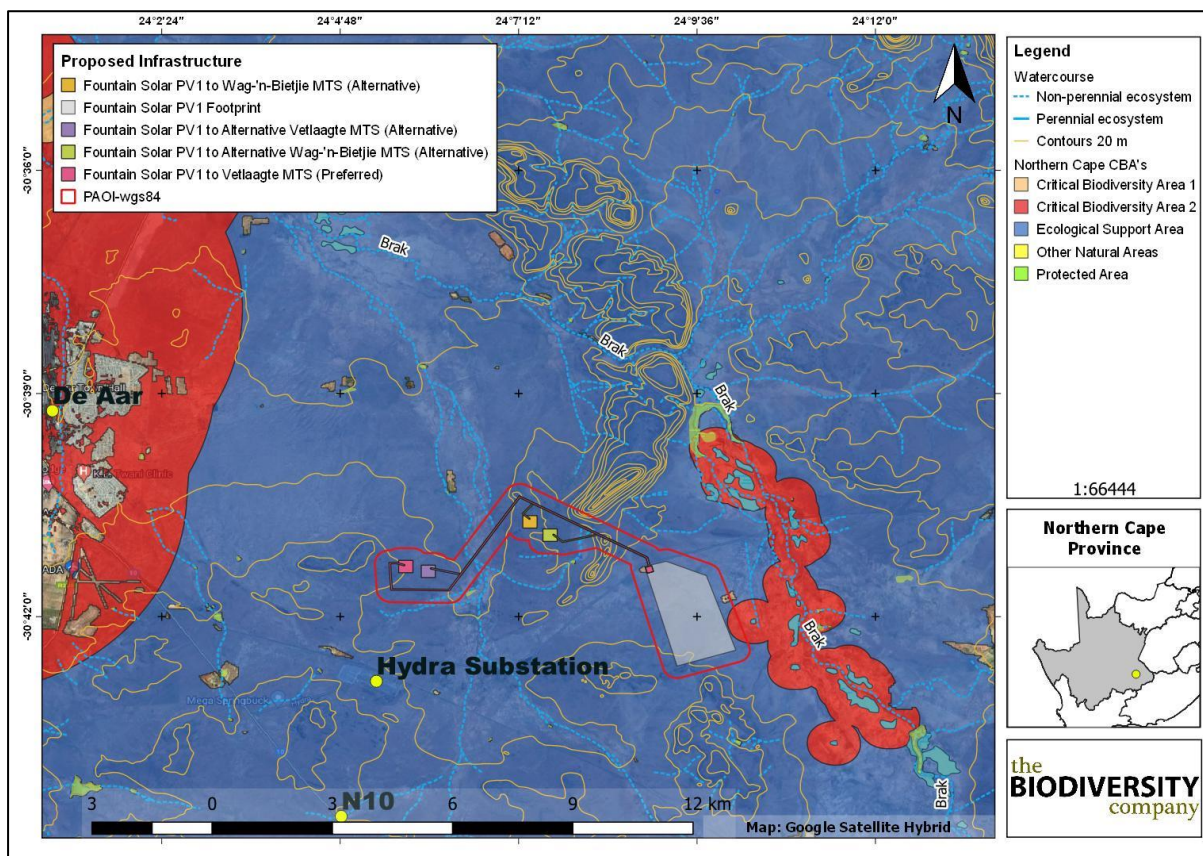 24°2'24" 24°4'48" 24°7'12" 24°9'36" 24°12'0"
Proposed Infrastructure
Fountain Solar PV1 to Wag-'n-Bietjie MTS (Alternative)
Fountain Solar PV1 Footprint
Fountain Solar PV1 to Alternative Vetlaagte MTS (Alternative)
Fountain Solar PV1 to Alternative Wag-'n-Bietjie MTS (Alternative)
Fountain Solar PV1 to Vetlaagte MTS (Preferred)
PAOI-wgs84
N
-30°36'0"
Brak
Brak
-30°39'0"
Brak
De Aar
-30°42'0"
Brak
Hydra Substation
Brak
N10
3 0 3 6 9 12 km
Map: Google Satellite Hybrid
Legend
Watercourse
Non-perennial ecosystem
Perennial ecosystem
Contours 20 m
Northern Cape CBA's
Critical Biodiversity Area 1
Critical Biodiversity Area 2
Ecological Support Area
Other Natural Areas
Protected Area
1:66444
Northern Cape
Province
the
BIODIVERSITY
company